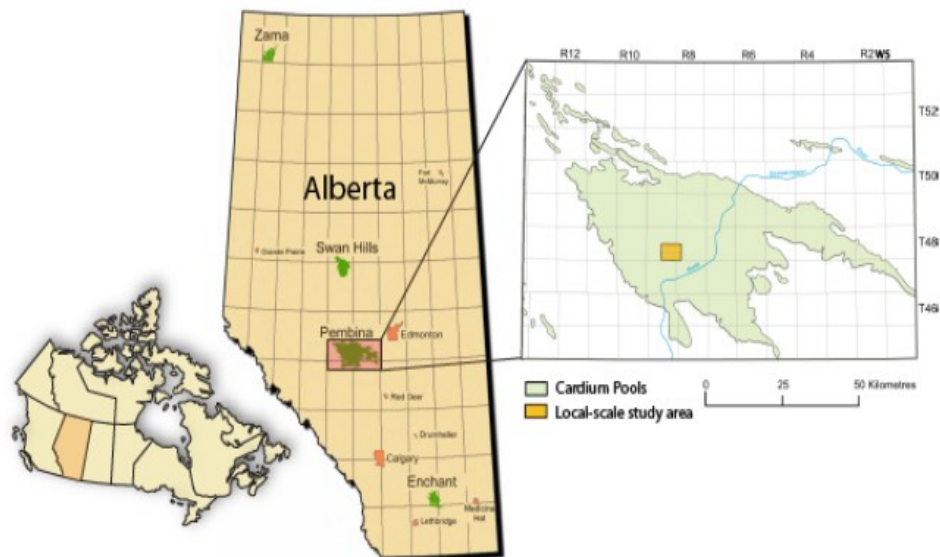 Zama
Fort
McMurray
Alberta
Grande Prairie
Swan Hills
Pembina
Edmonton
Red Deer
Drumheller
Calgary
Enchant
Medicine
Hat
Lethbridge
R12 R10 R8 R6 R4 R2W5
T52
T50
T48
T46
River
Cardium Pools
Local-scale study area
0 25 50 Kilometres